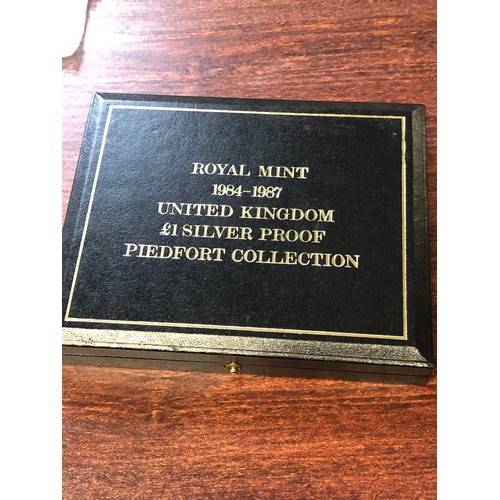 ROYAL MINT
1984-1987
UNITED KINGDOM
£1 SILVER PROOF
PIEDFORT COLLECTION